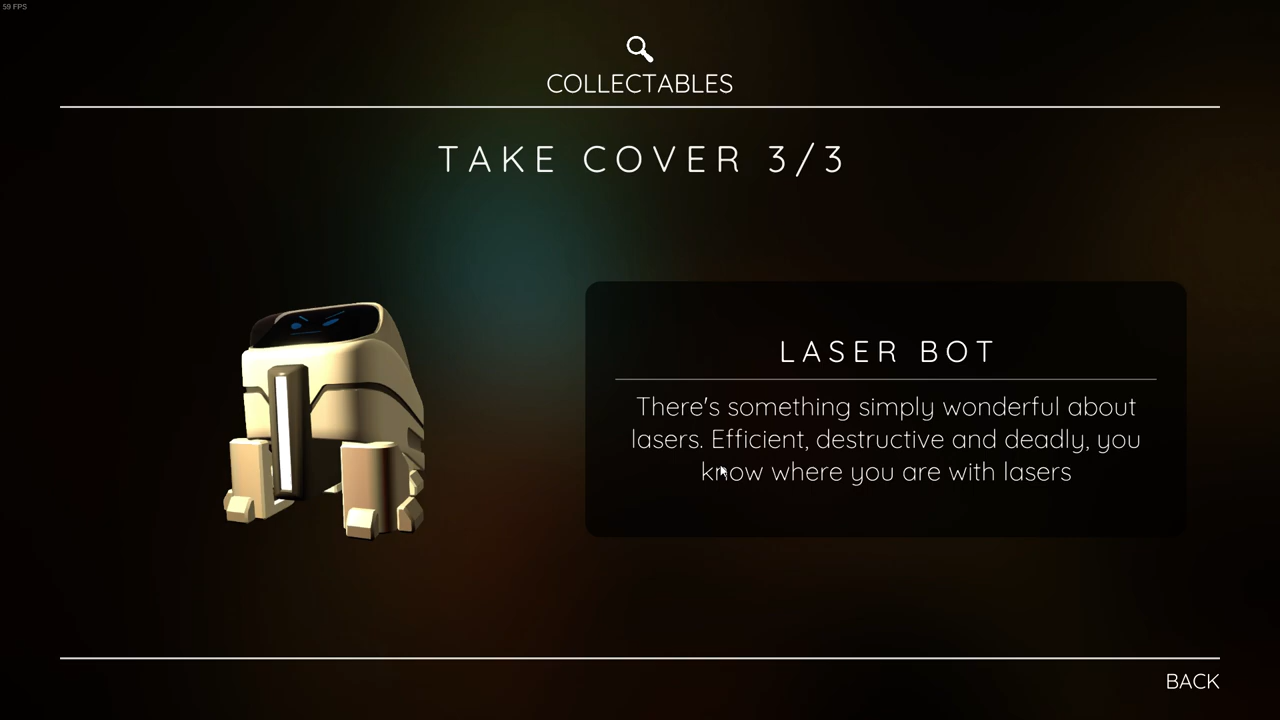 59 FPS
COLLECTABLES
TAKE COVER 3/3
LASER BOT
There's something simply wonderful about
lasers. Efficient, destructive and deadly, you
know where you are with lasers
BACK